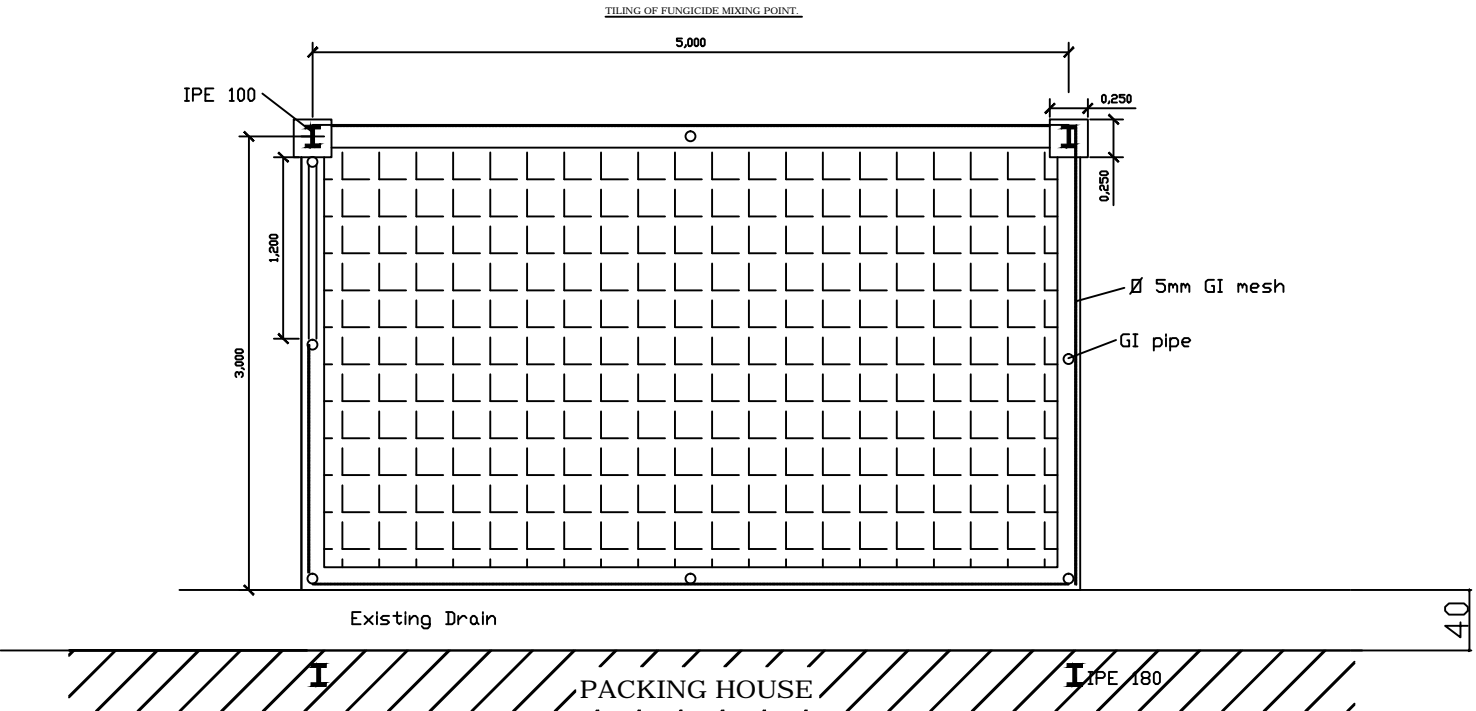 TILING OF FUNGICIDE MIXING POINT.
5,000
IPE 100
0,250
0,250
1,200
Ø 5mm GI mesh
GI pipe
3,000
Existing Drain
40
PACKING HOUSE
IPE 180